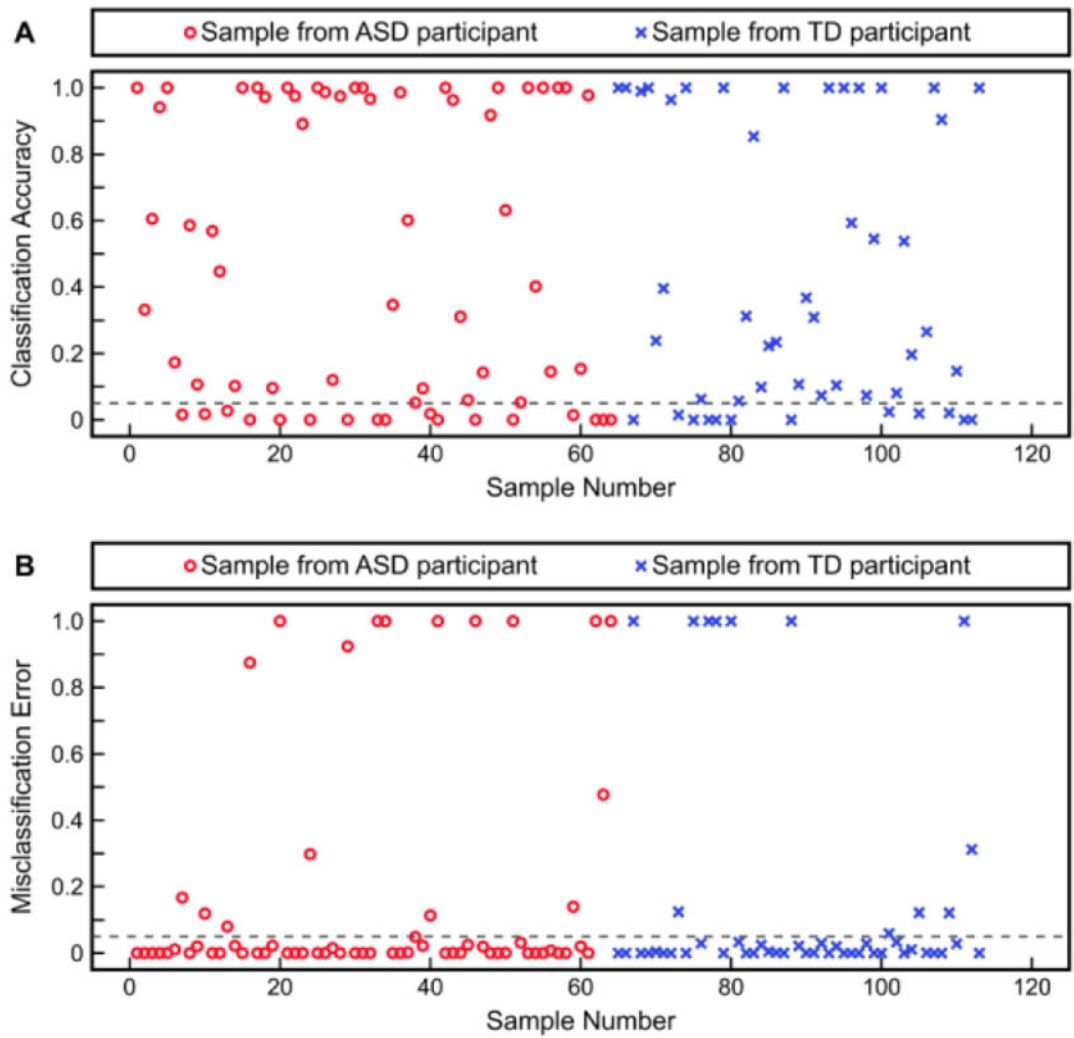 A
Sample from ASD participant Sample from TD participant
1.0
0.8
0.6
0.4
0.2
0
Classification Accuracy
0 20 40 60 80 100 120
Sample Number
B
Sample from ASD participant Sample from TD participant
1.0
0.8
0.6
0.4
0.2
0
Misclassification Error
0 20 40 60 80 100 120
Sample Number